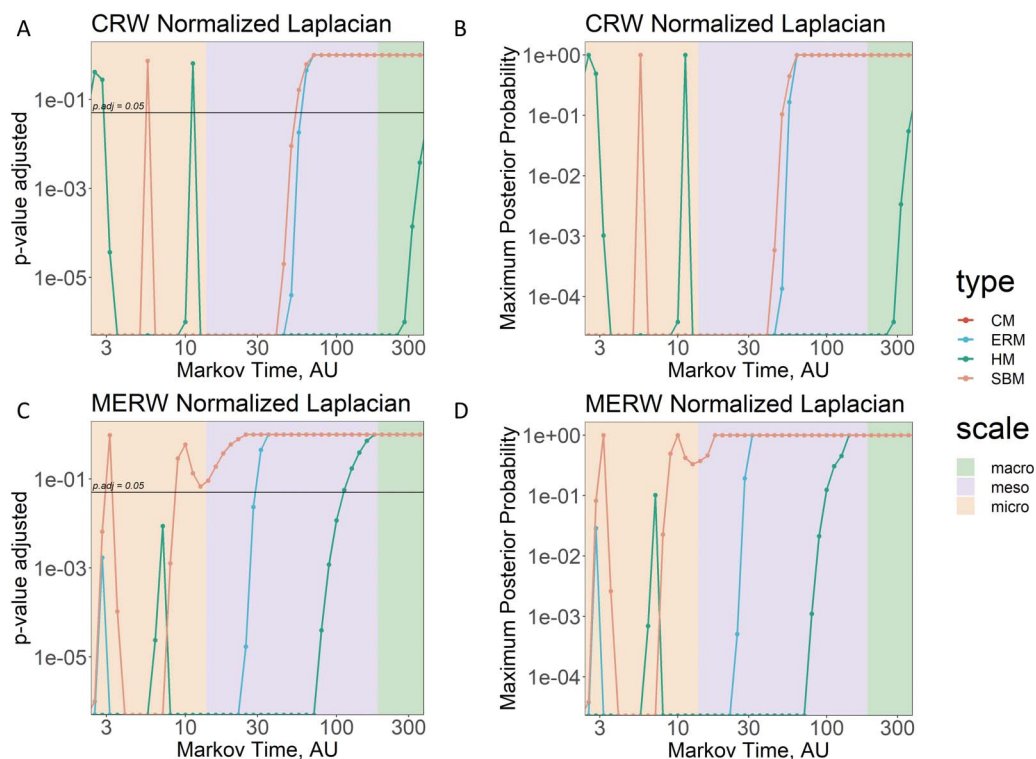 A
CRW Normalized Laplacian
p-value adjusted
1e-01
1e-03
1e-05
p.adj = 0.05
3
10
30
100
300
Markov Time, AU
B
CRW Normalized Laplacian
Maximum Posterior Probability
1e+00
1e-01
1e-02
1e-03
1e-04
3
10
30
100
300
Markov Time, AU
C
MERW Normalized Laplacian
p-value adjusted
1e-01
1e-03
1e-05
p.adj = 0.05
3
10
30
100
300
Markov Time, AU
D
MERW Normalized Laplacian
Maximum Posterior Probability
1e+00
1e-01
1e-02
1e-03
1e-04
3
10
30
100
300
Markov Time, AU
type
CM
ERM
HM
SBM
scale
macro
meso
micro